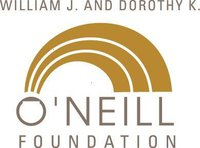 WILLIAM J. AND DOROTHY K.
O'NEILL
FOUNDATION